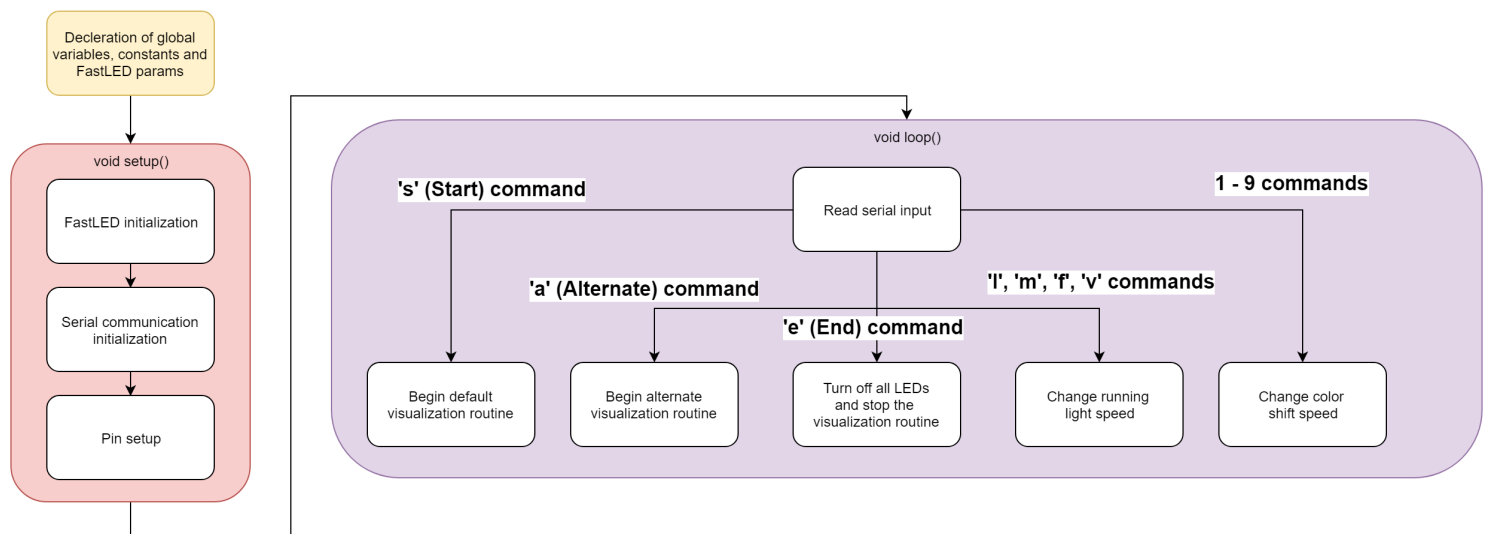 Decleration of global
variables, constants and
FastLED params
void setup()
FastLED initialization
Serial communication
initialization
Pin setup
void loop()
Read serial input
's' (Start) command
1 - 9 commands
'a' (Alternate) command
'l', 'm', 'f', 'v' commands
'e' (End) command
Begin default
visualization routine
Begin alternate
visualization routine
Turn off all LEDs
and stop the
visualization routine
Change running
light speed
Change color
shift speed